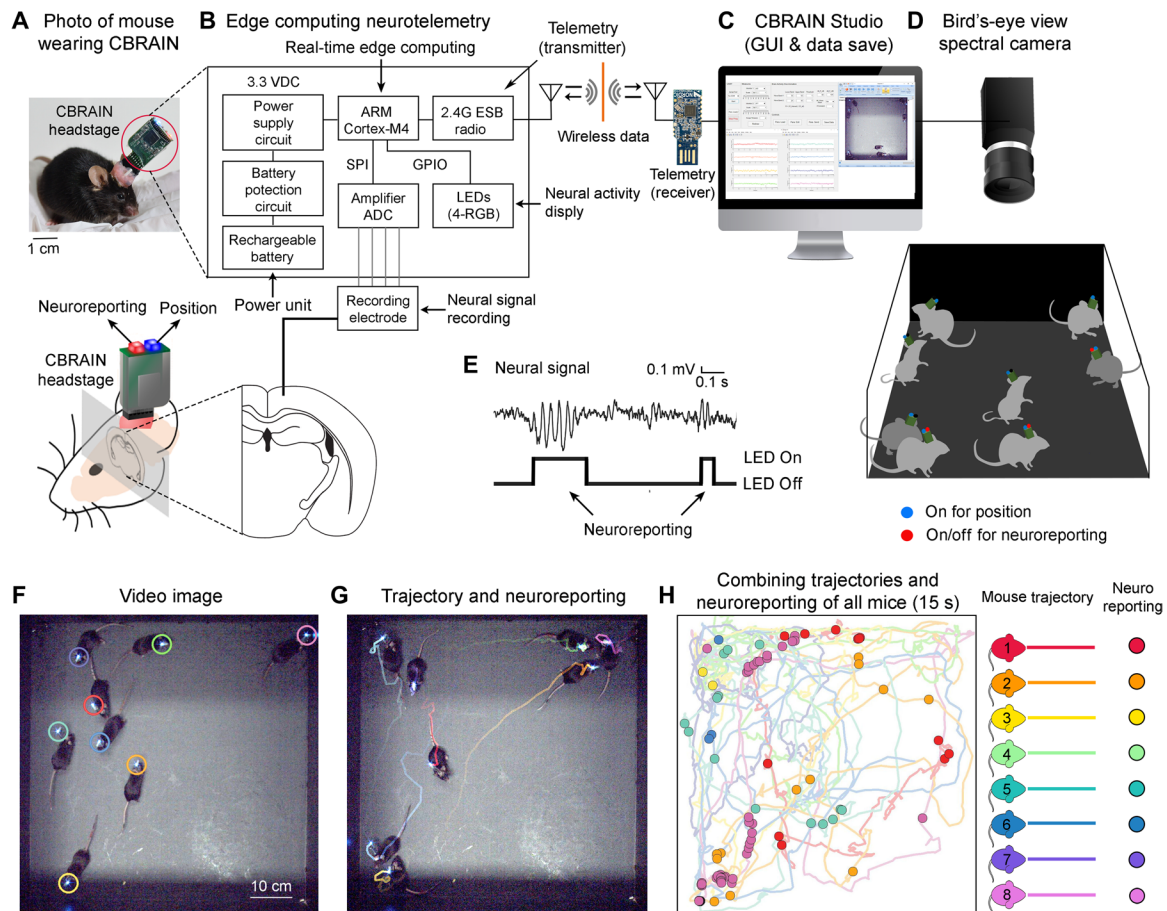 A Photo of mouse
wearing CBRAIN
CBRAIN
headstage
1 cm
B Edge computing neurotelemetry
Real-time edge computing
Telemetry
(transmitter)
3.3 VDC
Power
supply
circuit
ARM
Cortex-M4
2.4G ESB
radio
Wireless data
SPI
GPIO
Battery
potection
circuit
Amplifier
ADC
LEDs
(4-RGB)
Neural activity
display
Telemetry
(receiver)
Rechargeable
battery
Power unit
Recording
electrode
Neural signal
recording
Neuroreporting
Position
CBRAIN
headstage
C CBRAIN Studio
(GUI & data save)
D Bird's-eye view
spectral camera
On for position
On/off for neuroreporting
E Neural signal
0.1 mV
0.1 s
LED On
LED Off
Neuroreporting
F Video image
10 cm
G Trajectory and neuroreporting
H Combining trajectories and
neuroreporting of all mice (15 s)
Mouse trajectory
Neuro
reporting
1
2
3
4
5
6
7
8